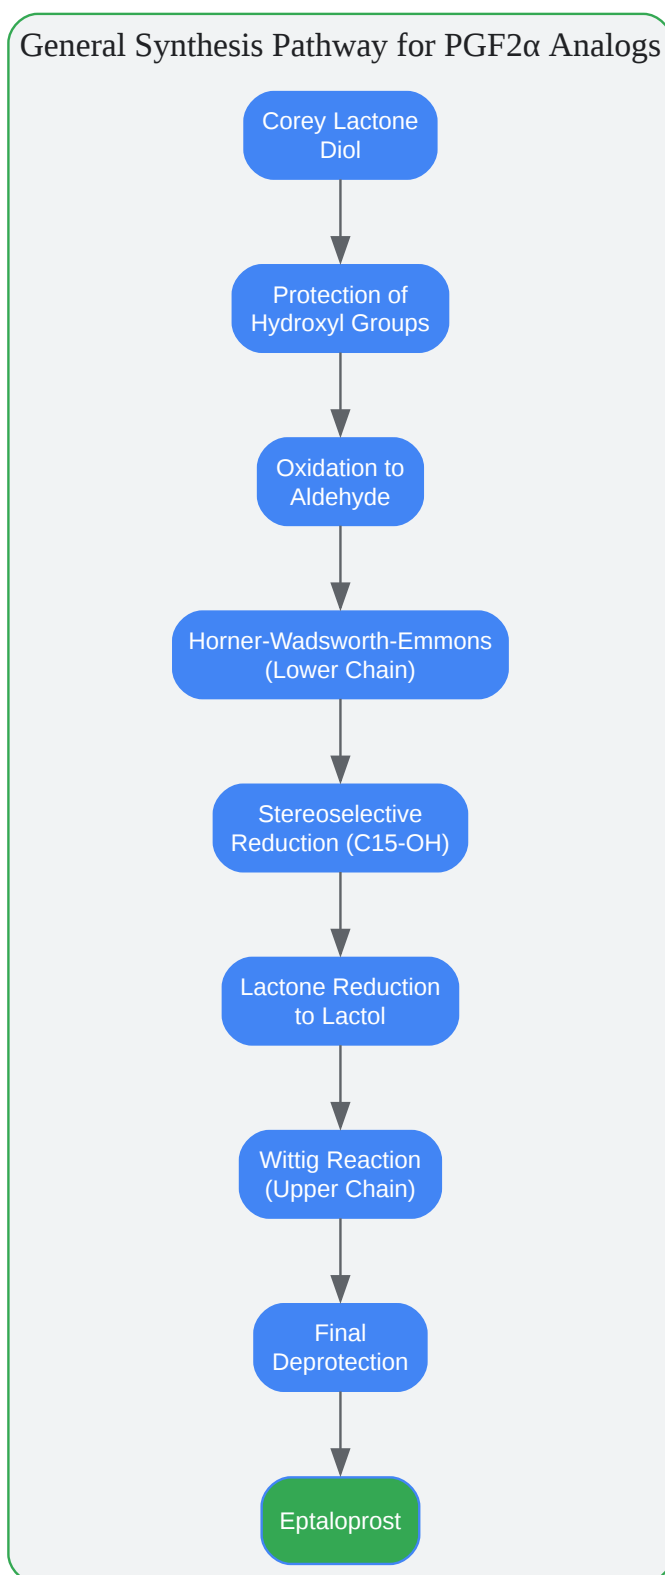 General Synthesis Pathway for PGF2α Analogs
Corey Lactone
Diol
Protection of
Hydroxyl Groups
Oxidation to
Aldehyde
Horner-Wadsworth-Emmons
(Lower Chain)
Stereoselective
Reduction (C15-OH)
Lactone Reduction
to Lactol
Wittig Reaction
(Upper Chain)
Final
Deprotection
Eptaloprost